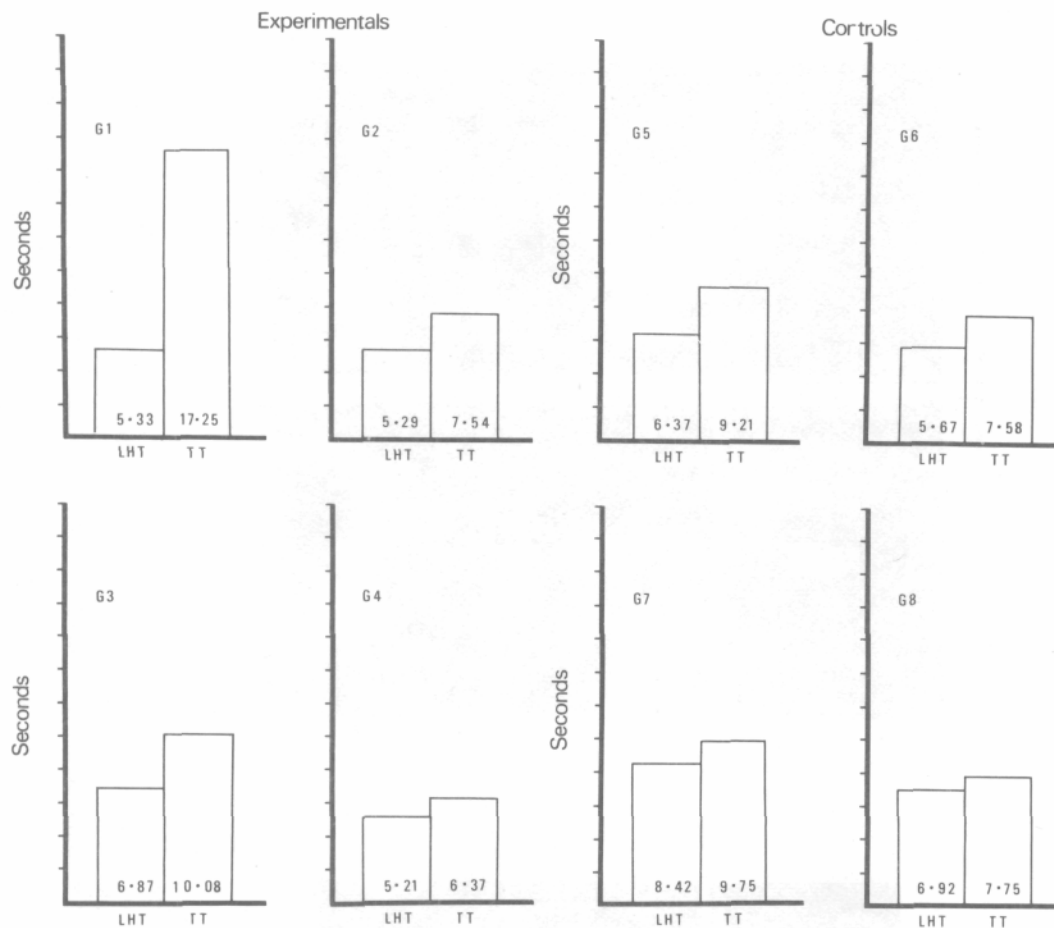 Experimentals
Controls
G1
G2
G5
G6
Seconds
Seconds
5·33 17·25
5·29 7·54
6·37 9·21
5·67 7·58
LHT TT
LHT TT
LHT TT
LHT TT
G3
G4
G7
G8
Seconds
Seconds
6·87 10·08
5·21 6·37
8·42 9·75
6·92 7·75
LHT TT
LHT TT
LHT TT
LHT TT